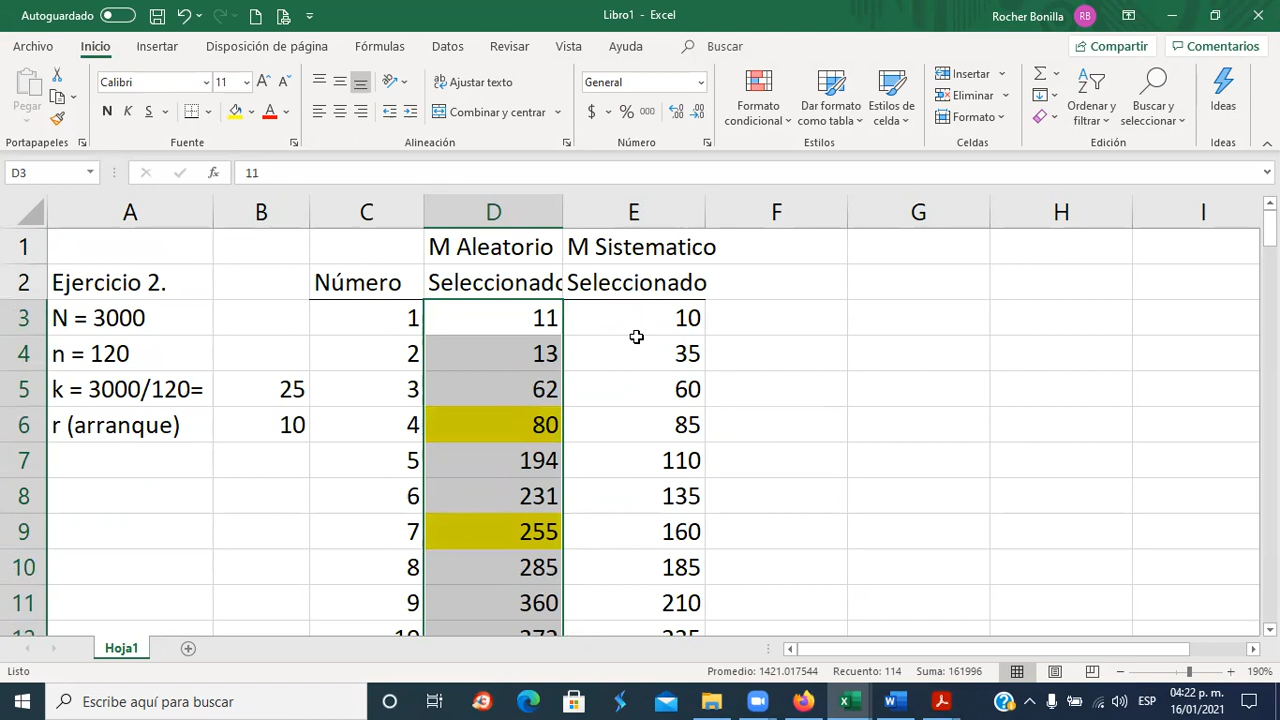 Autoguardado
Libro1 - Excel
Rocher Bonilla RB
Archivo Inicio Insertar Disposición de página Fórmulas Datos Revisar Vista Ayuda Buscar Compartir Comentarios
Pegar
Calibri 11
N K S
Ajustar texto
Combinar y centrar
General
$ % 000
Formato condicional
Dar formato como tabla
Estilos de celda
Insertar
Eliminar
Formato
Ordenar y filtrar
Buscar y seleccionar
Ideas
Portapapeles Fuente Alineación Número Estilos Celdas Edición Ideas
D3 fx 11
A B C D E F G H I
1 M Aleatorio M Sistematico
2 Ejercicio 2. Número Seleccionado Seleccionado
3 N = 3000 1 11 10
4 n = 120 2 13 35
5 k = 3000/120= 25 3 62 60
6 r (arranque) 10 4 80 85
7 5 194 110
8 6 231 135
9 7 255 160
10 8 285 185
11 9 360 210
Hoja1
Listo Promedio: 1421.017544 Recuento: 114 Suma: 161996 190%
Escribe aquí para buscar
ESP
04:22 p. m.
16/01/2021